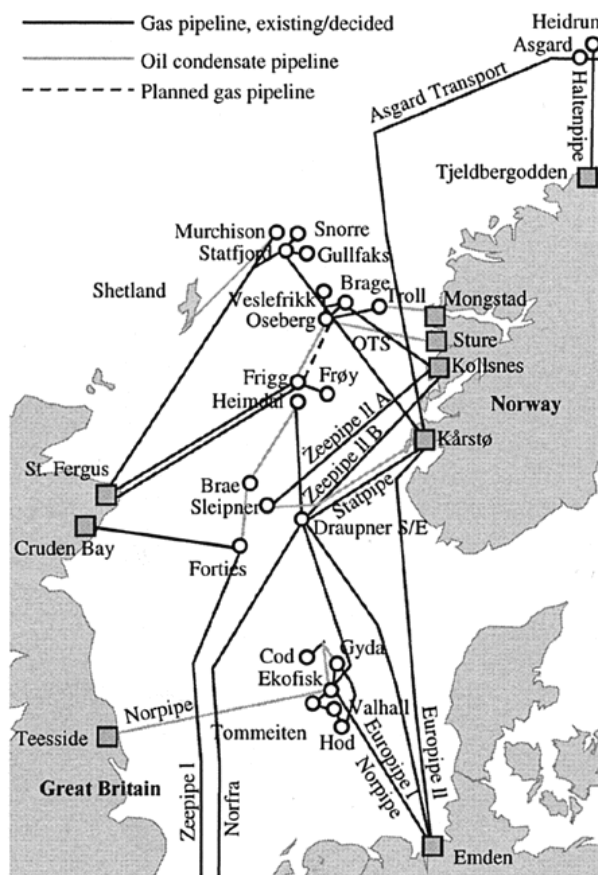 Gas pipeline, existing/decided
Oil condensate pipeline
Planned gas pipeline
Heidrun
Asgard
Asgard Transport
Haltenpipe
Tjeldbergodden
Murchison
Snorre
Statfjord
Gullfaks
Shetland
Brage
Troll
Veslefrikk
Mongstad
Oseberg
OTS
Sture
Kollsnes
Frigg
Frøy
Heimdal
Norway
Zeepipe II A
Zeepipe II B
Kårstø
St. Fergus
Brae
Statpipe
Sleipner
Draupner S/E
Cruden Bay
Forties
Cod
Gyda
Ekofisk
Norpipe
Valhall
Tommeiten
Teesside
Hod
Europipe I
Europipe II
Norpipe
Great Britain
Zeepipe I
Norfra
Emden